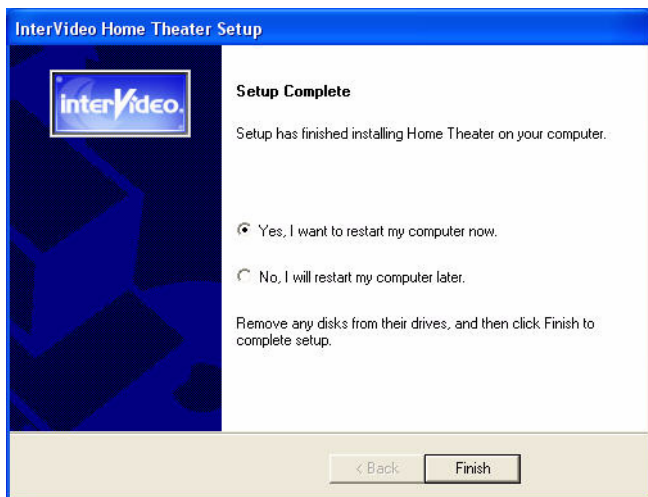 InterVideo Home Theater Setup
interVideo.
Setup Complete
Setup has finished installing Home Theater on your computer.
Yes, I want to restart my computer now.
No, I will restart my computer later.
Remove any disks from their drives, and then click Finish to
complete setup.
< Back
Finish